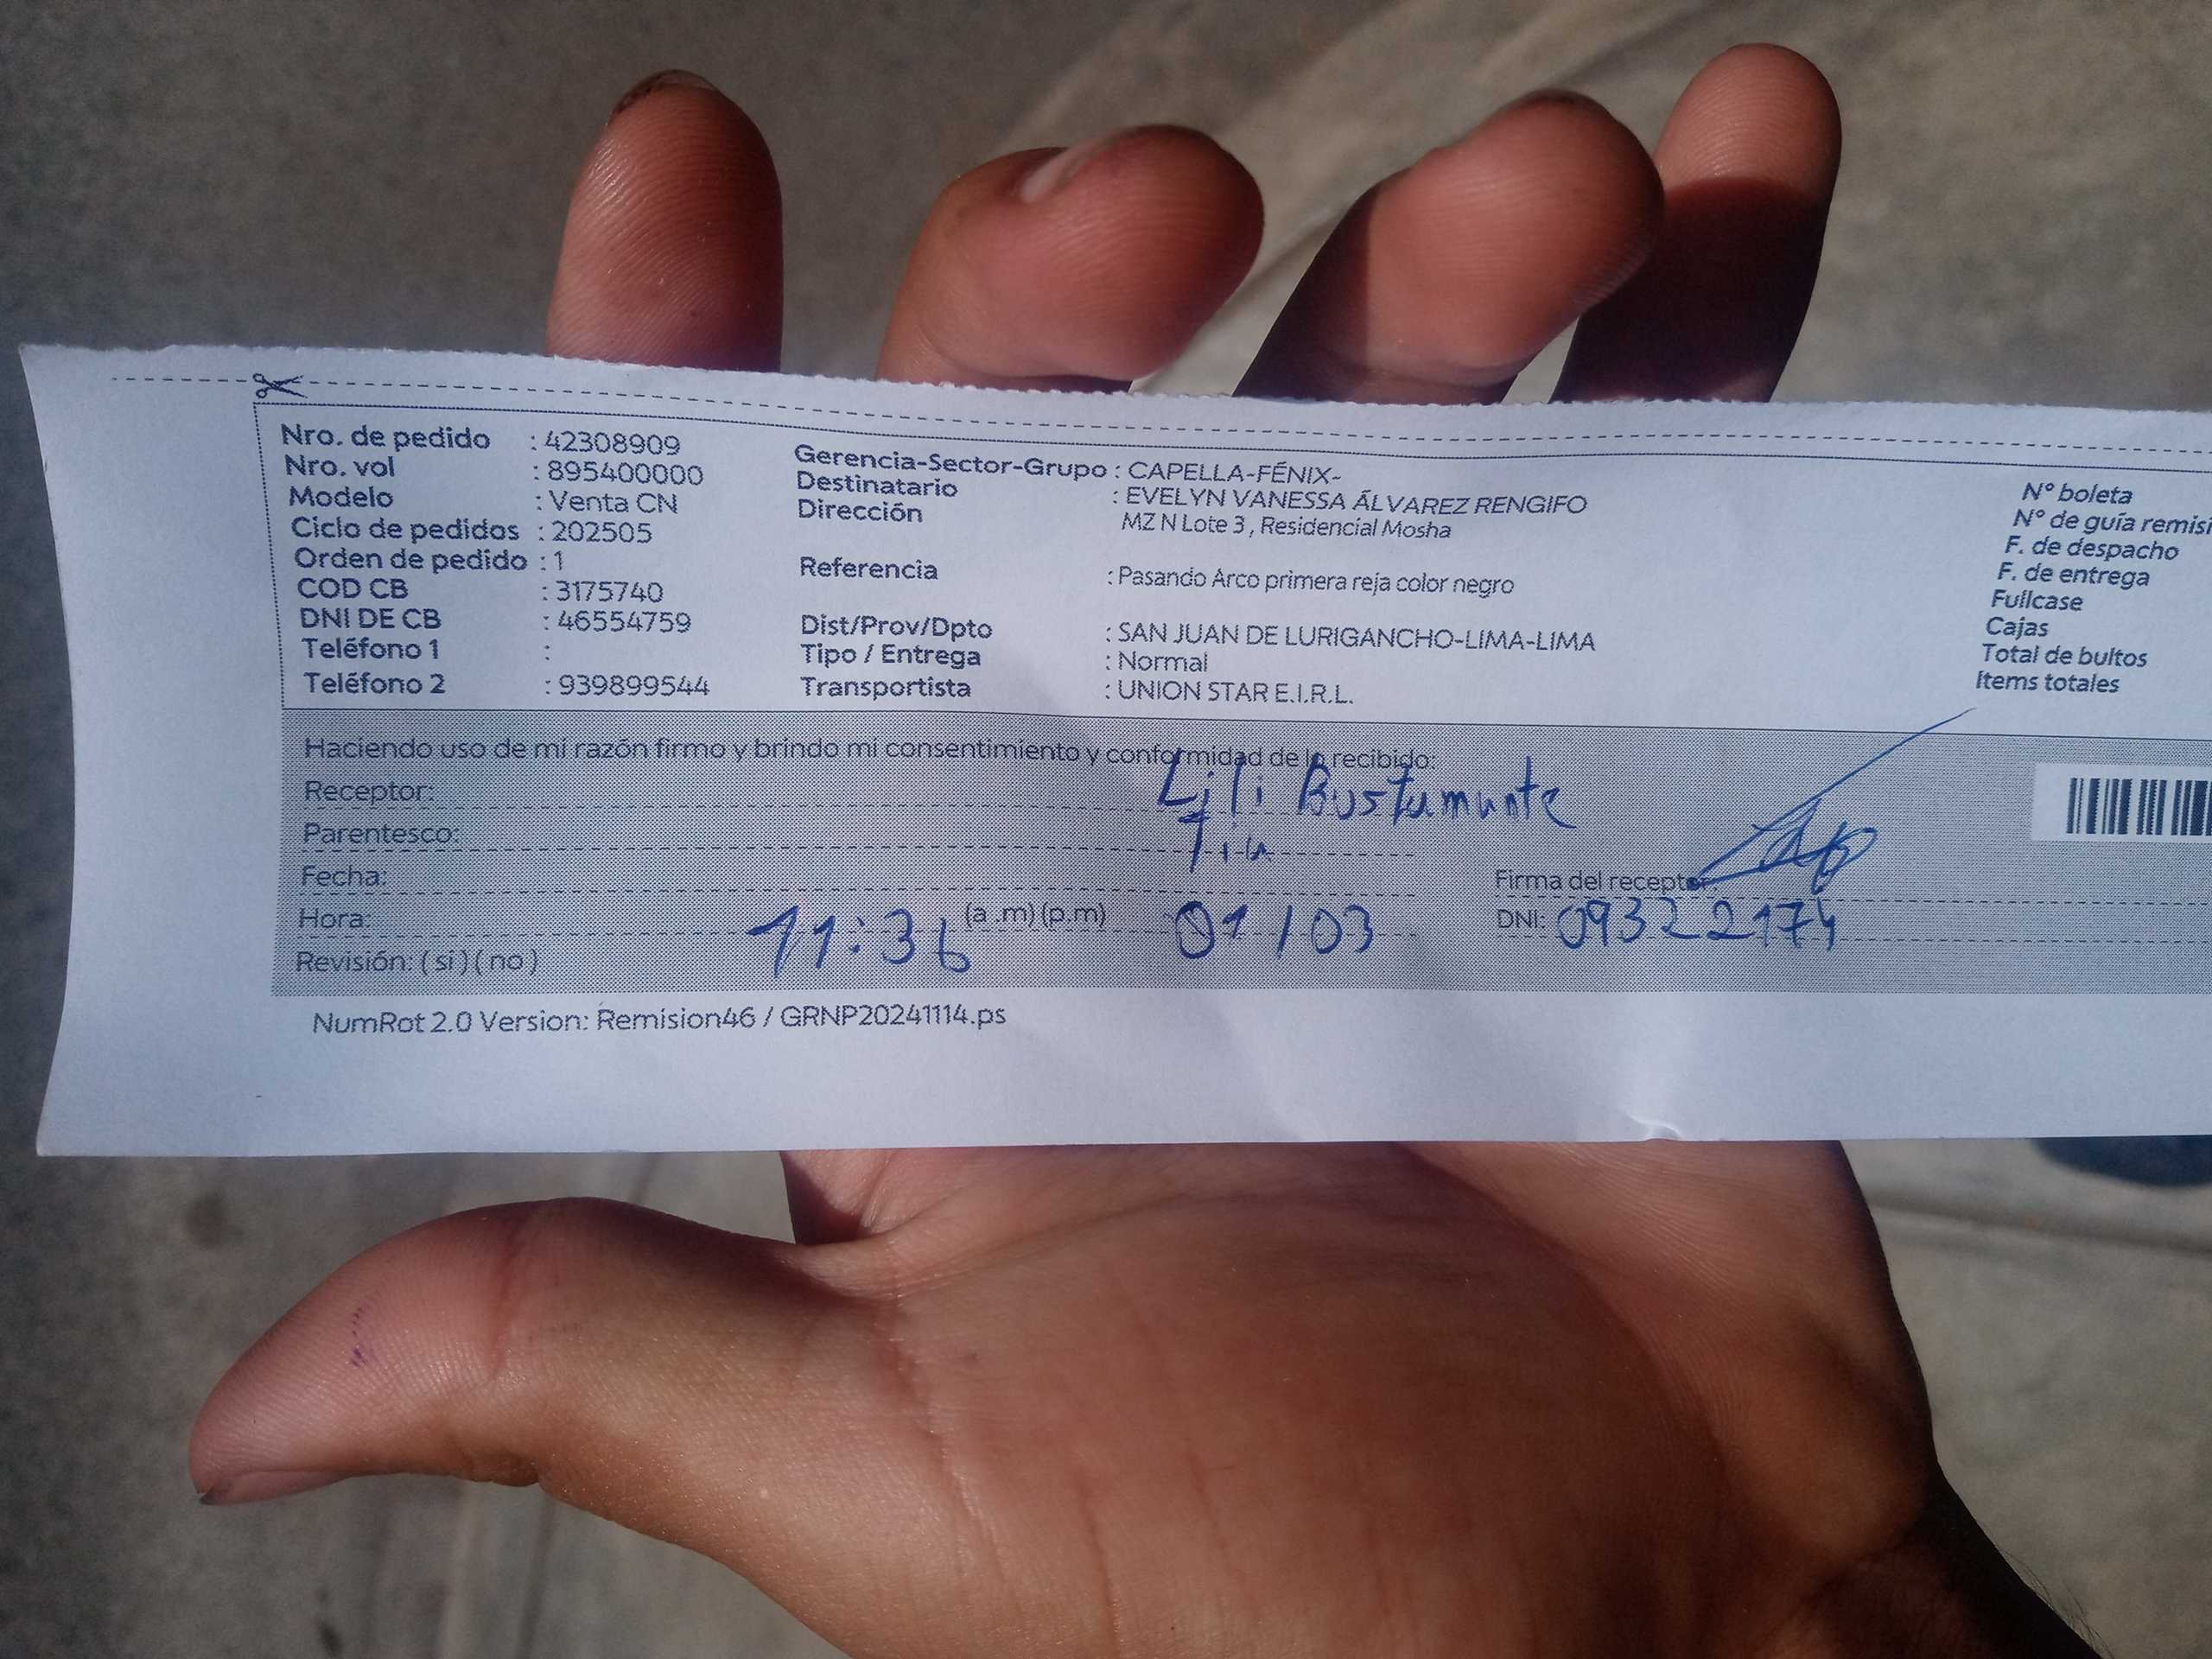 Nro. de pedido : 42308909
Nro. vol : 895400000
Modelo : Venta CN
Ciclo de pedidos : 202505
Orden de pedido : 1
COD CB : 3175740
DNI DE CB : 46554759
Teléfono 1 :
Teléfono 2 : 939899544
Gerencia-Sector-Grupo : CAPELLA-FÉNIX-
Destinatario : EVELYN VANESSA ÁLVAREZ RENGIFO
Dirección MZ N Lote 3 , Residencial Mosha
Referencia : Pasando Arco primera reja color negro
Dist/Prov/Dpto : SAN JUAN DE LURIGANCHO-LIMA-LIMA
Tipo / Entrega : Normal
Transportista : UNION STAR E.I.R.L.
N° boleta
N° de guía remisi
F. de despacho
F. de entrega
Fullcase
Cajas
Total de bultos
Items totales
Haciendo uso de mi razón firmo y brindo mi consentimiento y conformidad de lo recibido:
Receptor: Lili Bustamante
Parentesco: Tia
Fecha:
Firma del receptor:
Hora: 11:36 (a .m) (p.m) 01/03
DNI: 09322174
Revisión: ( si ) ( no )
NumRot 2.0 Version: Remision46 / GRNP20241114.ps